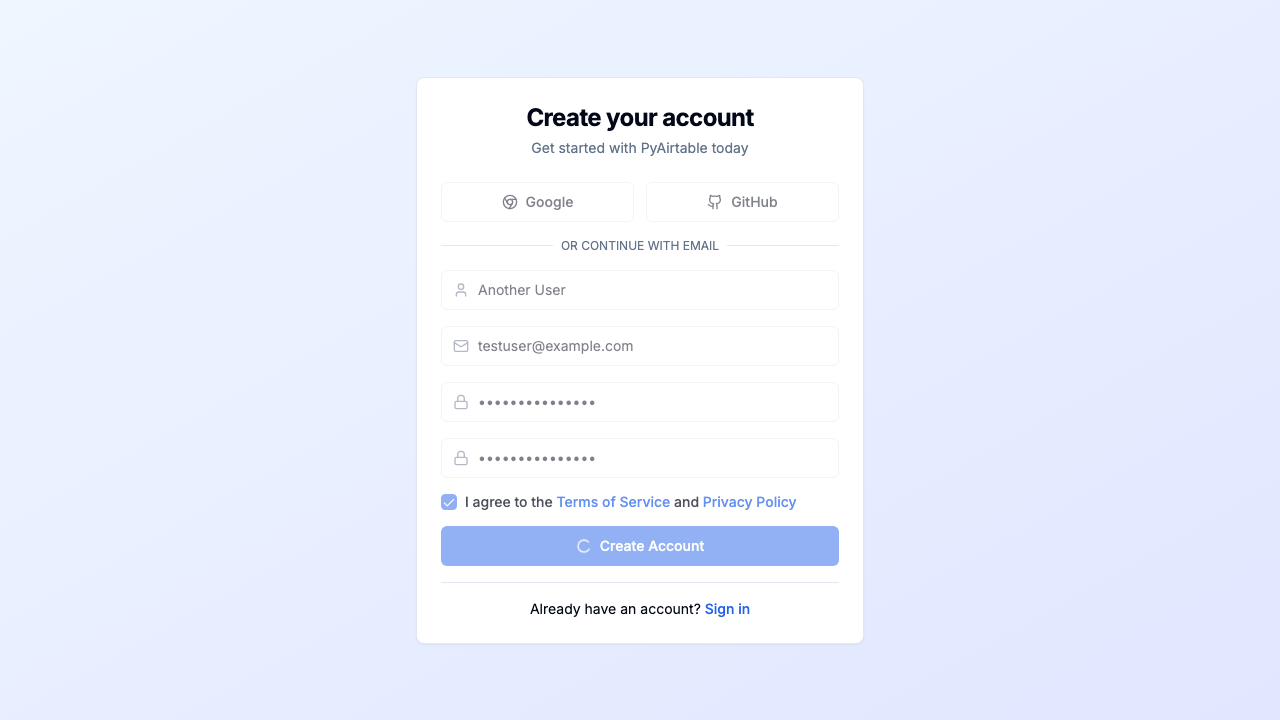 Create your account
Get started with PyAirtable today
Google
GitHub
OR CONTINUE WITH EMAIL
Another User
testuser@example.com
•••••••••••••••
•••••••••••••••
I agree to the Terms of Service and Privacy Policy
Create Account
Already have an account? Sign in